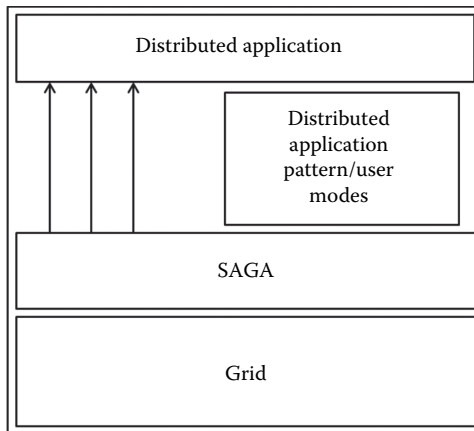 Distributed application
Distributed
application
pattern/user
modes
SAGA
Grid